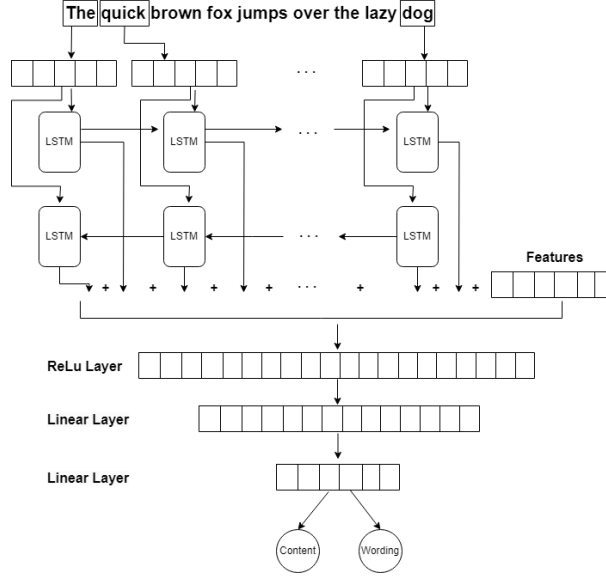 The quick brown fox jumps over the lazy dog
. . .
LSTM LSTM . . . LSTM
LSTM LSTM . . . LSTM
Features
+ + + + . . . + + +
ReLu Layer
Linear Layer
Linear Layer
Content Wording